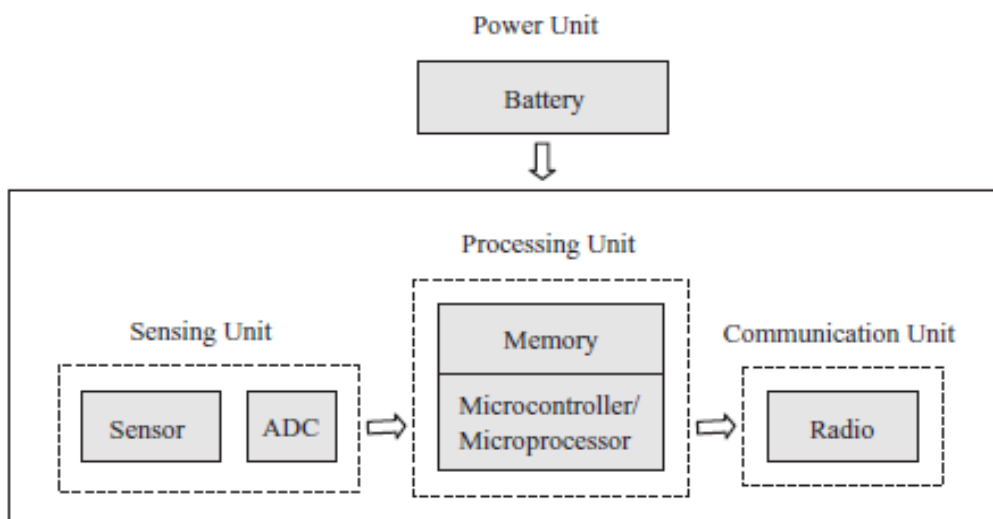 Power Unit
Battery
Processing Unit
Sensing Unit
Memory
Communication Unit
Sensor
ADC
Microcontroller/
Microprocessor
Radio